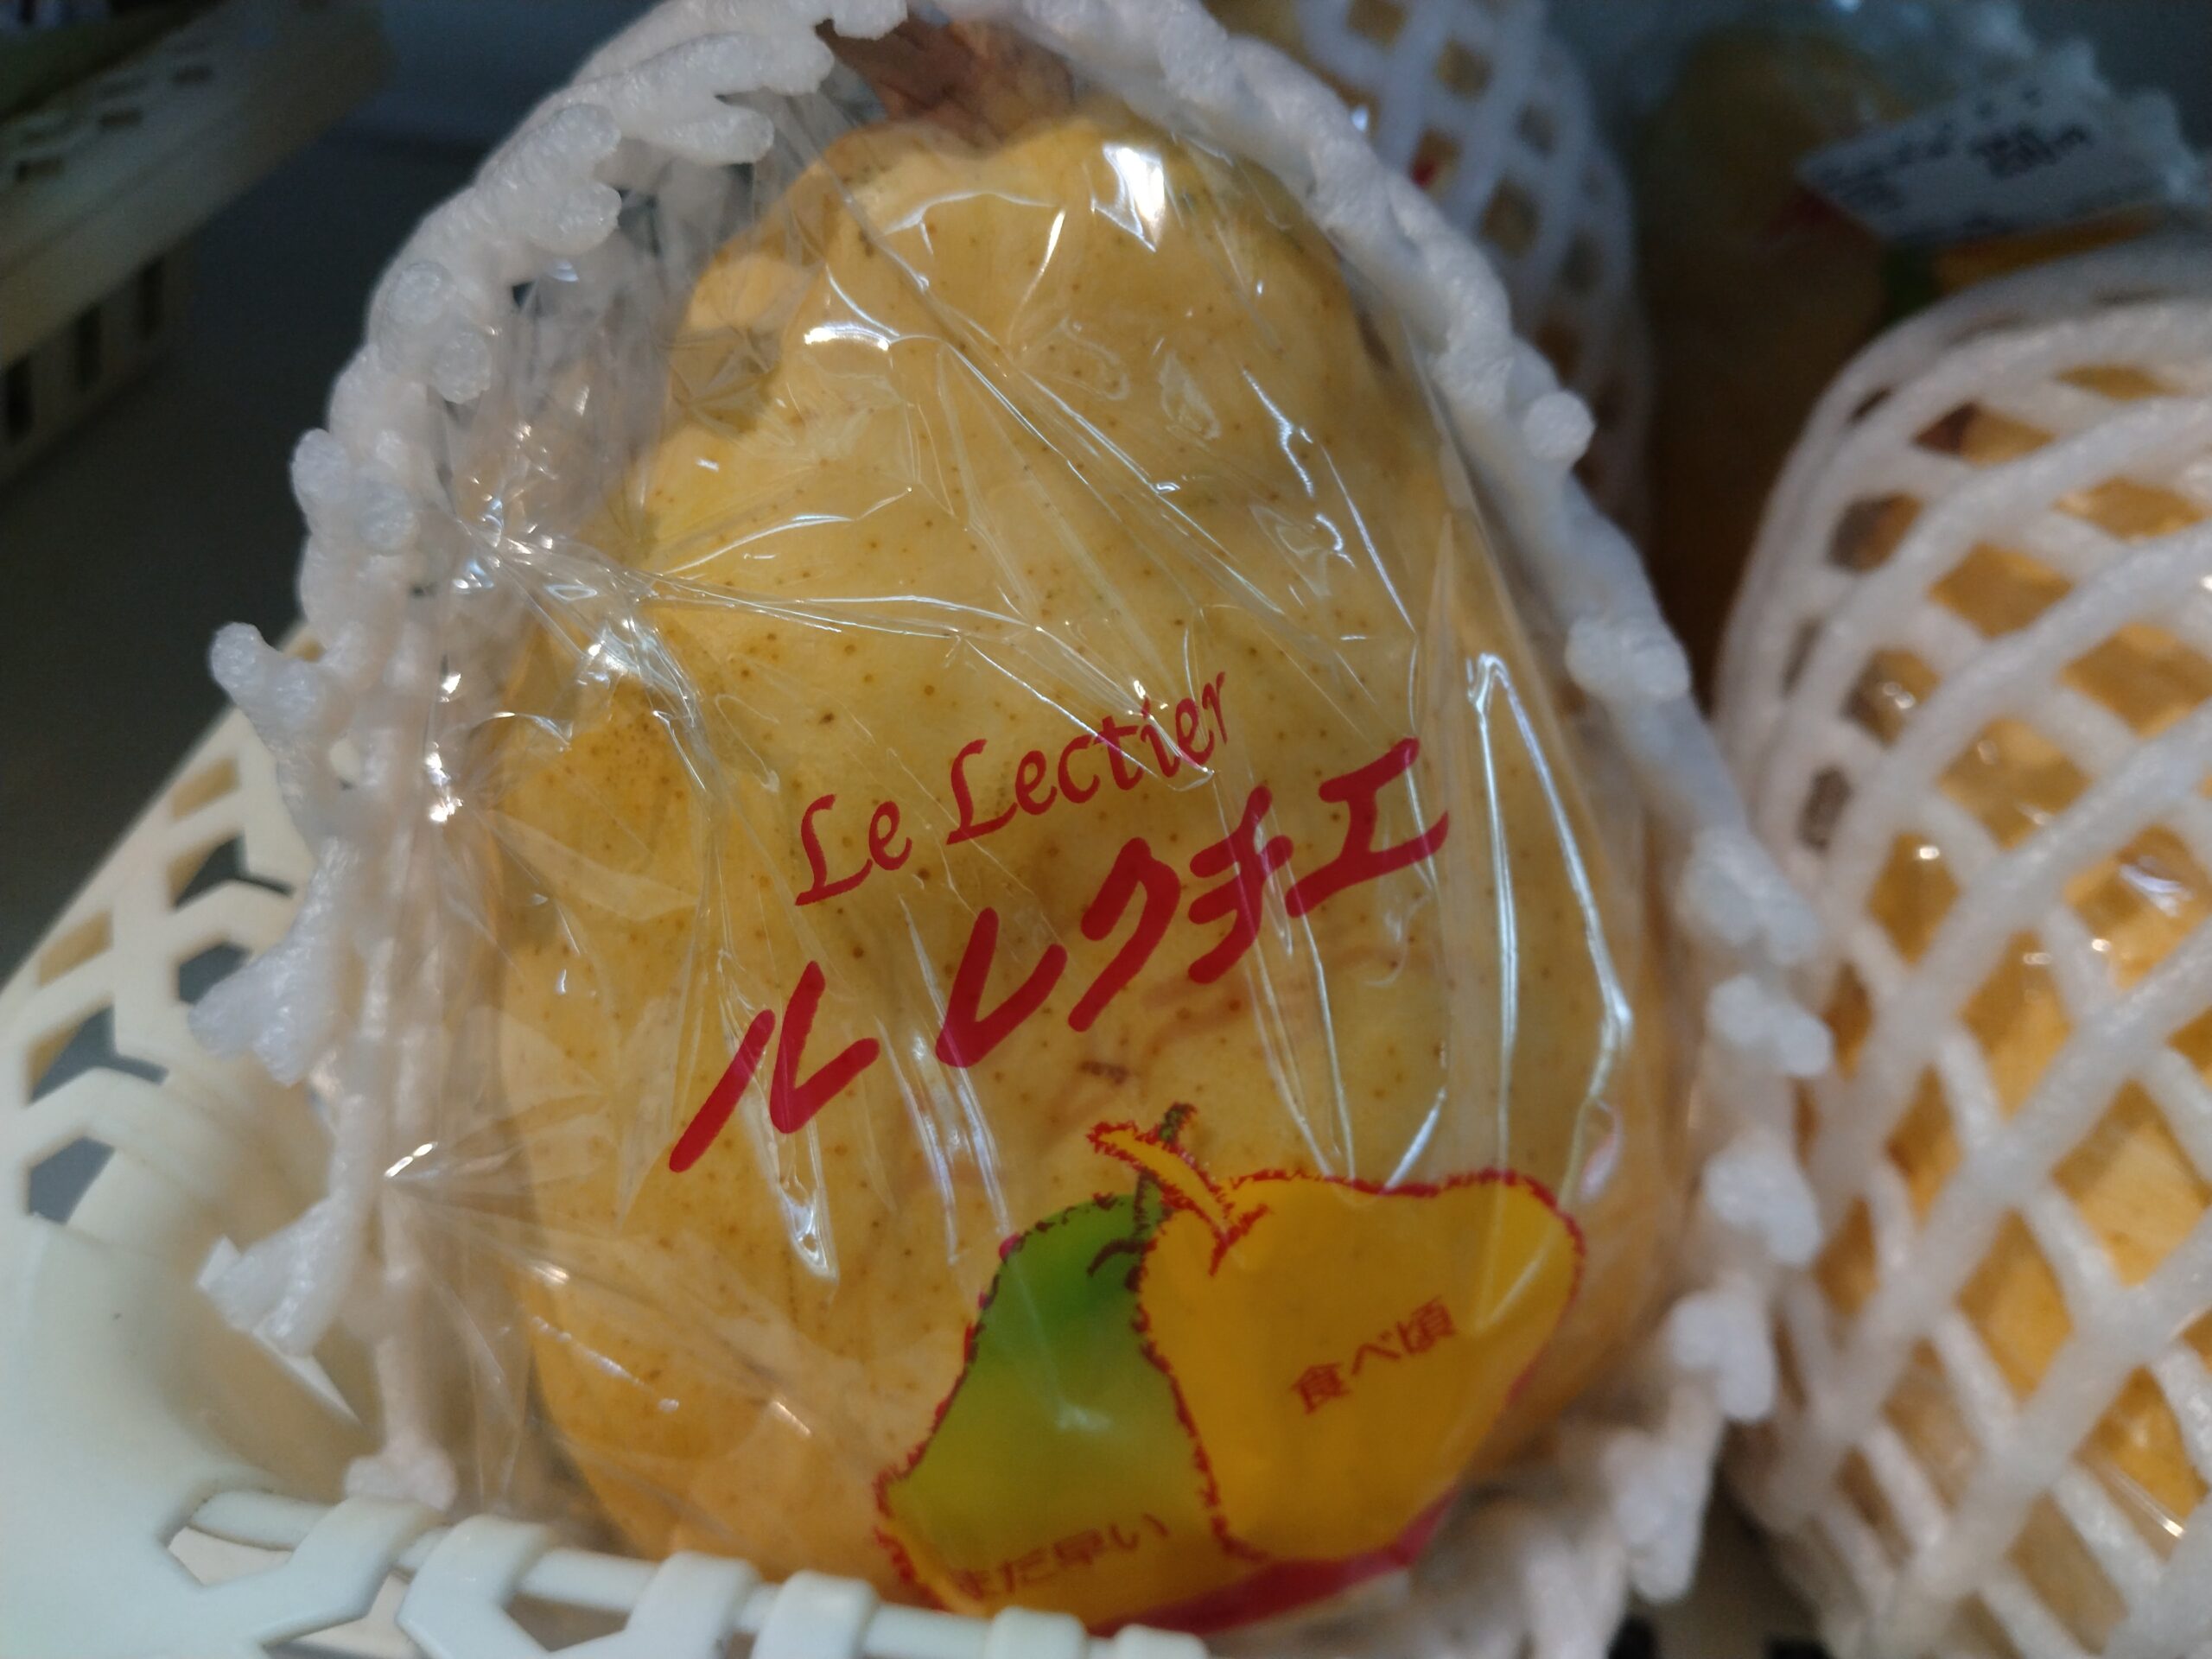 Le Lectier
ル レクチエ
食べ頃
まだ早い